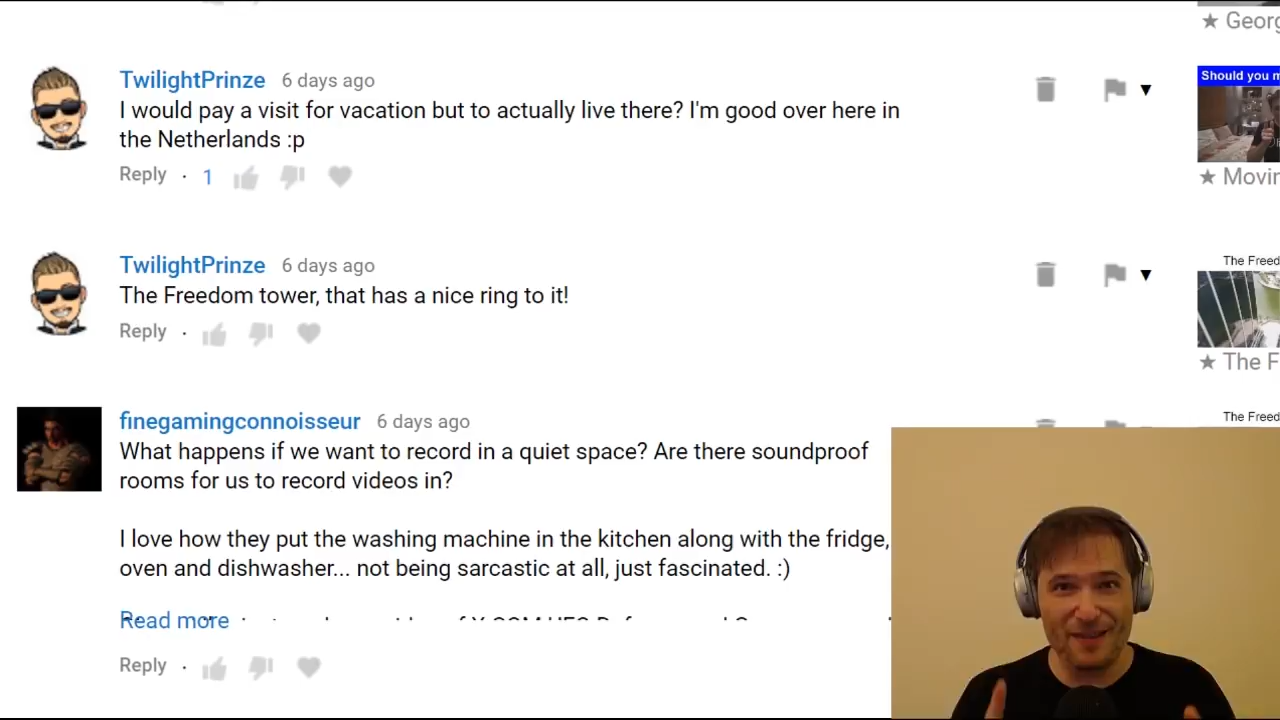 ★ Georg
TwilightPrinze 6 days ago
I would pay a visit for vacation but to actually live there? I'm good over here in
the Netherlands :p
Reply · 1
Should you m
★ Movin
TwilightPrinze 6 days ago
The Freedom tower, that has a nice ring to it!
Reply ·
The Freed
★ The F
finegamingconnoisseur 6 days ago
What happens if we want to record in a quiet space? Are there soundproof
rooms for us to record videos in?
I love how they put the washing machine in the kitchen along with the fridge,
oven and dishwasher... not being sarcastic at all, just fascinated. :)
Read more
Reply ·
The Freed